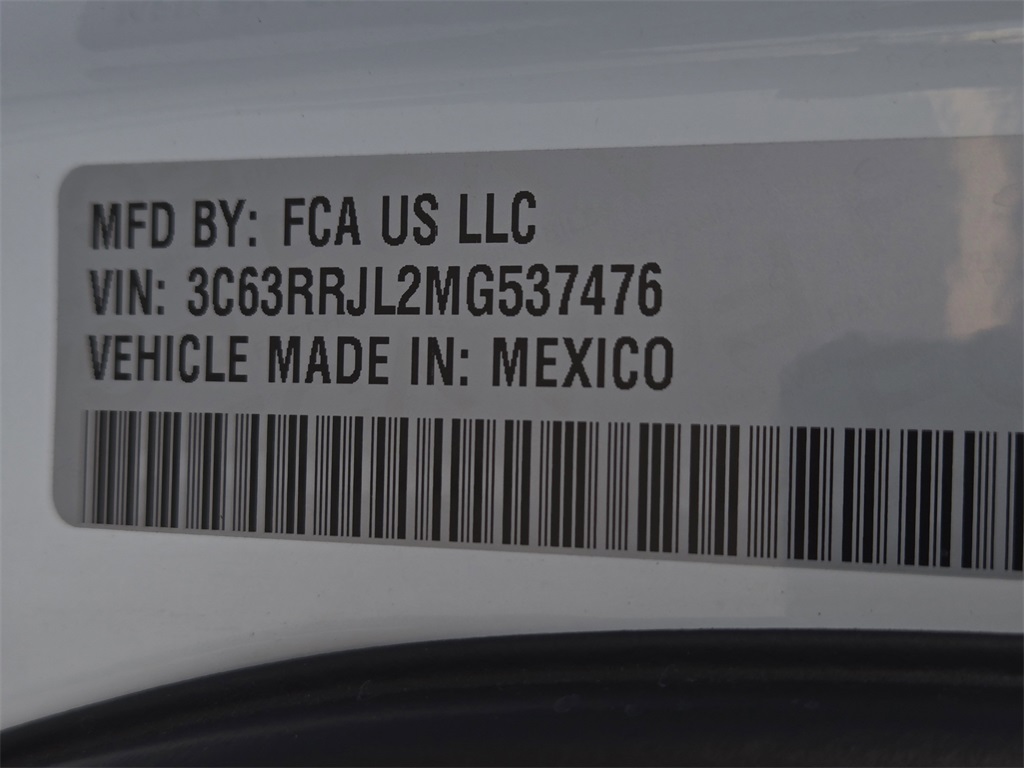 MFD BY: FCA US LLC
VIN: 3C63RRJL2MG537476
VEHICLE MADE IN: MEXICO